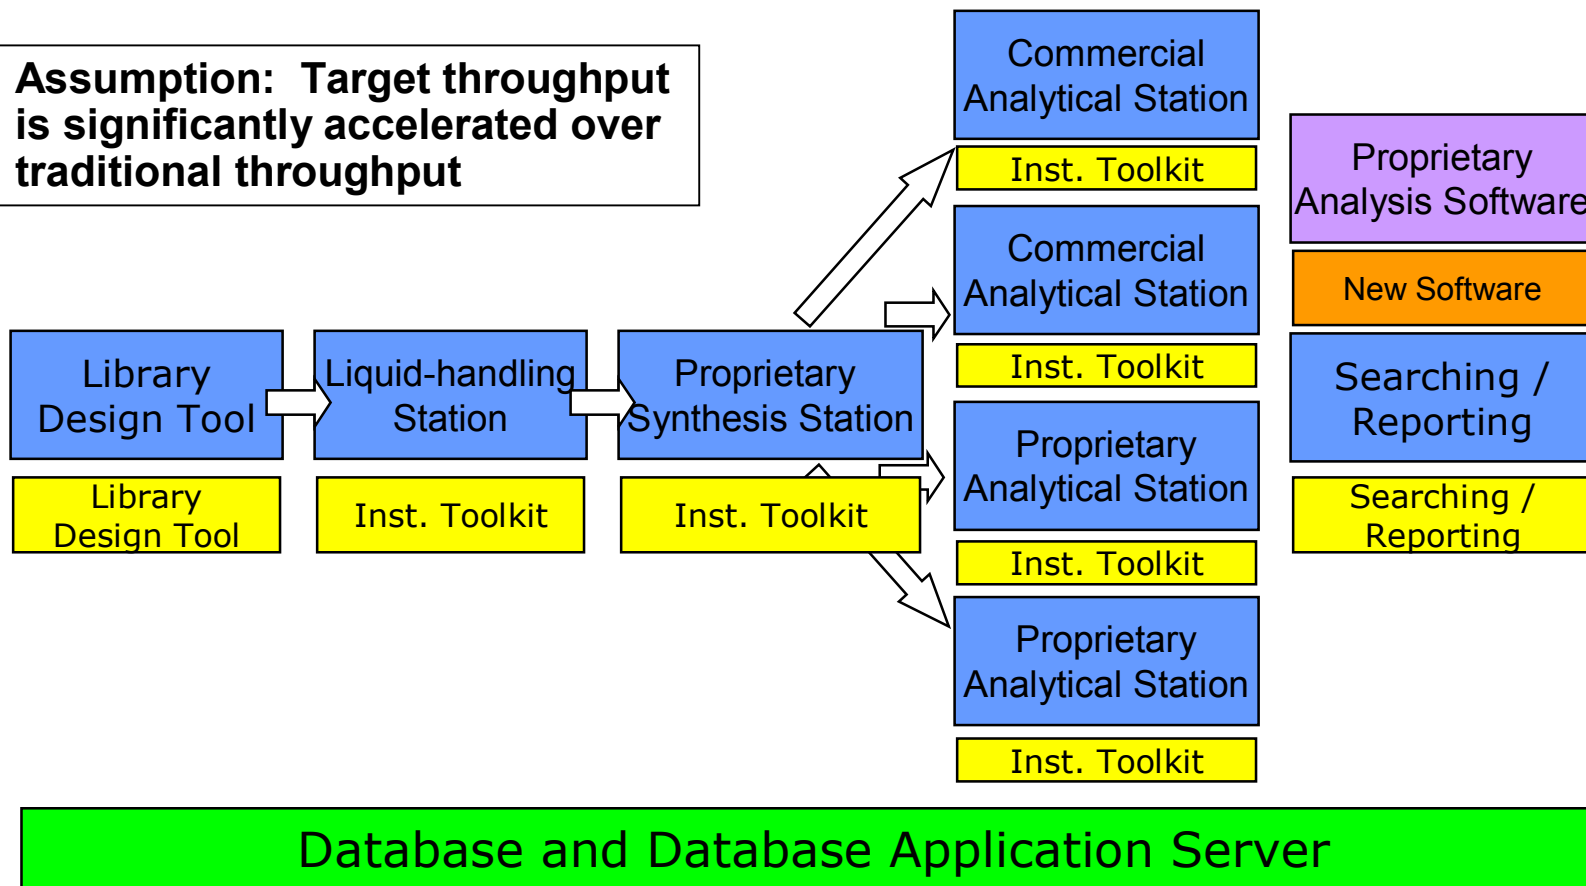 Assumption:  Target throughput
is significantly accelerated over
traditional throughput
Library
Design Tool
Library
Design Tool
Liquid-handling
Station
Inst. Toolkit
Proprietary
Synthesis Station
Inst. Toolkit
Commercial
Analytical Station
Inst. Toolkit
Commercial
Analytical Station
Inst. Toolkit
Proprietary
Analytical Station
Inst. Toolkit
Proprietary
Analytical Station
Inst. Toolkit
Proprietary
Analysis Software
New Software
Searching /
Reporting
Searching /
Reporting
Database and Database Application Server